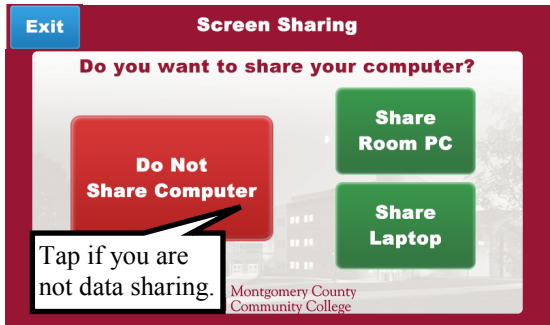 Exit
Screen Sharing
Do you want to share your computer?
Do Not
Share Computer
Share
Room PC
Share
Laptop
Tap if you are
not data sharing.
Montgomery County
Community College